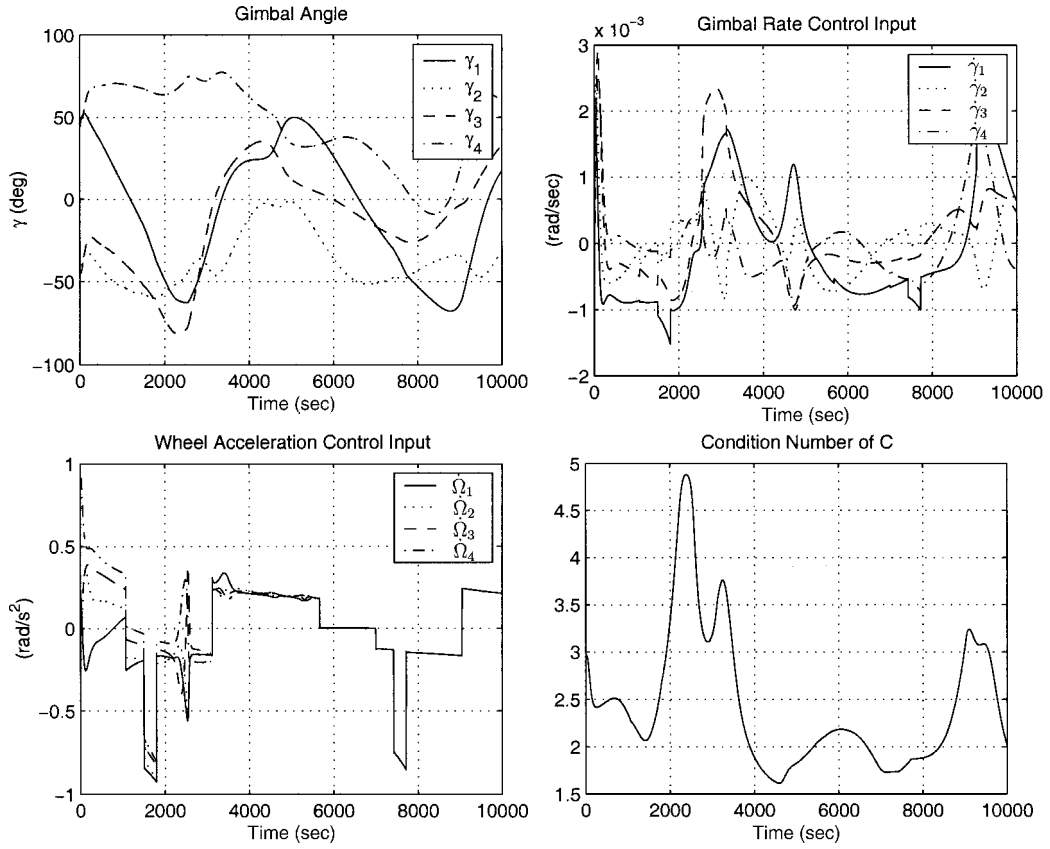 Gimbal Angle
100
50
0
−50
−100
γ (deg)
γ₁
γ₂
γ₃
γ₄
0 2000 4000 6000 8000 10000
Time (sec)
Gimbal Rate Control Input
x 10⁻³
3
2
1
0
−1
−2
(rad/sec)
γ̇₁
γ̇₂
γ̇₃
γ̇₄
0 2000 4000 6000 8000 10000
Time (sec)
Wheel Acceleration Control Input
1
0.5
0
−0.5
−1
(rad/s²)
Ω̇₁
Ω̇₂
Ω̇₃
Ω̇₄
0 2000 4000 6000 8000 10000
Time (sec)
Condition Number of C
5
4.5
4
3.5
3
2.5
2
1.5
0 2000 4000 6000 8000 10000
Time (sec)